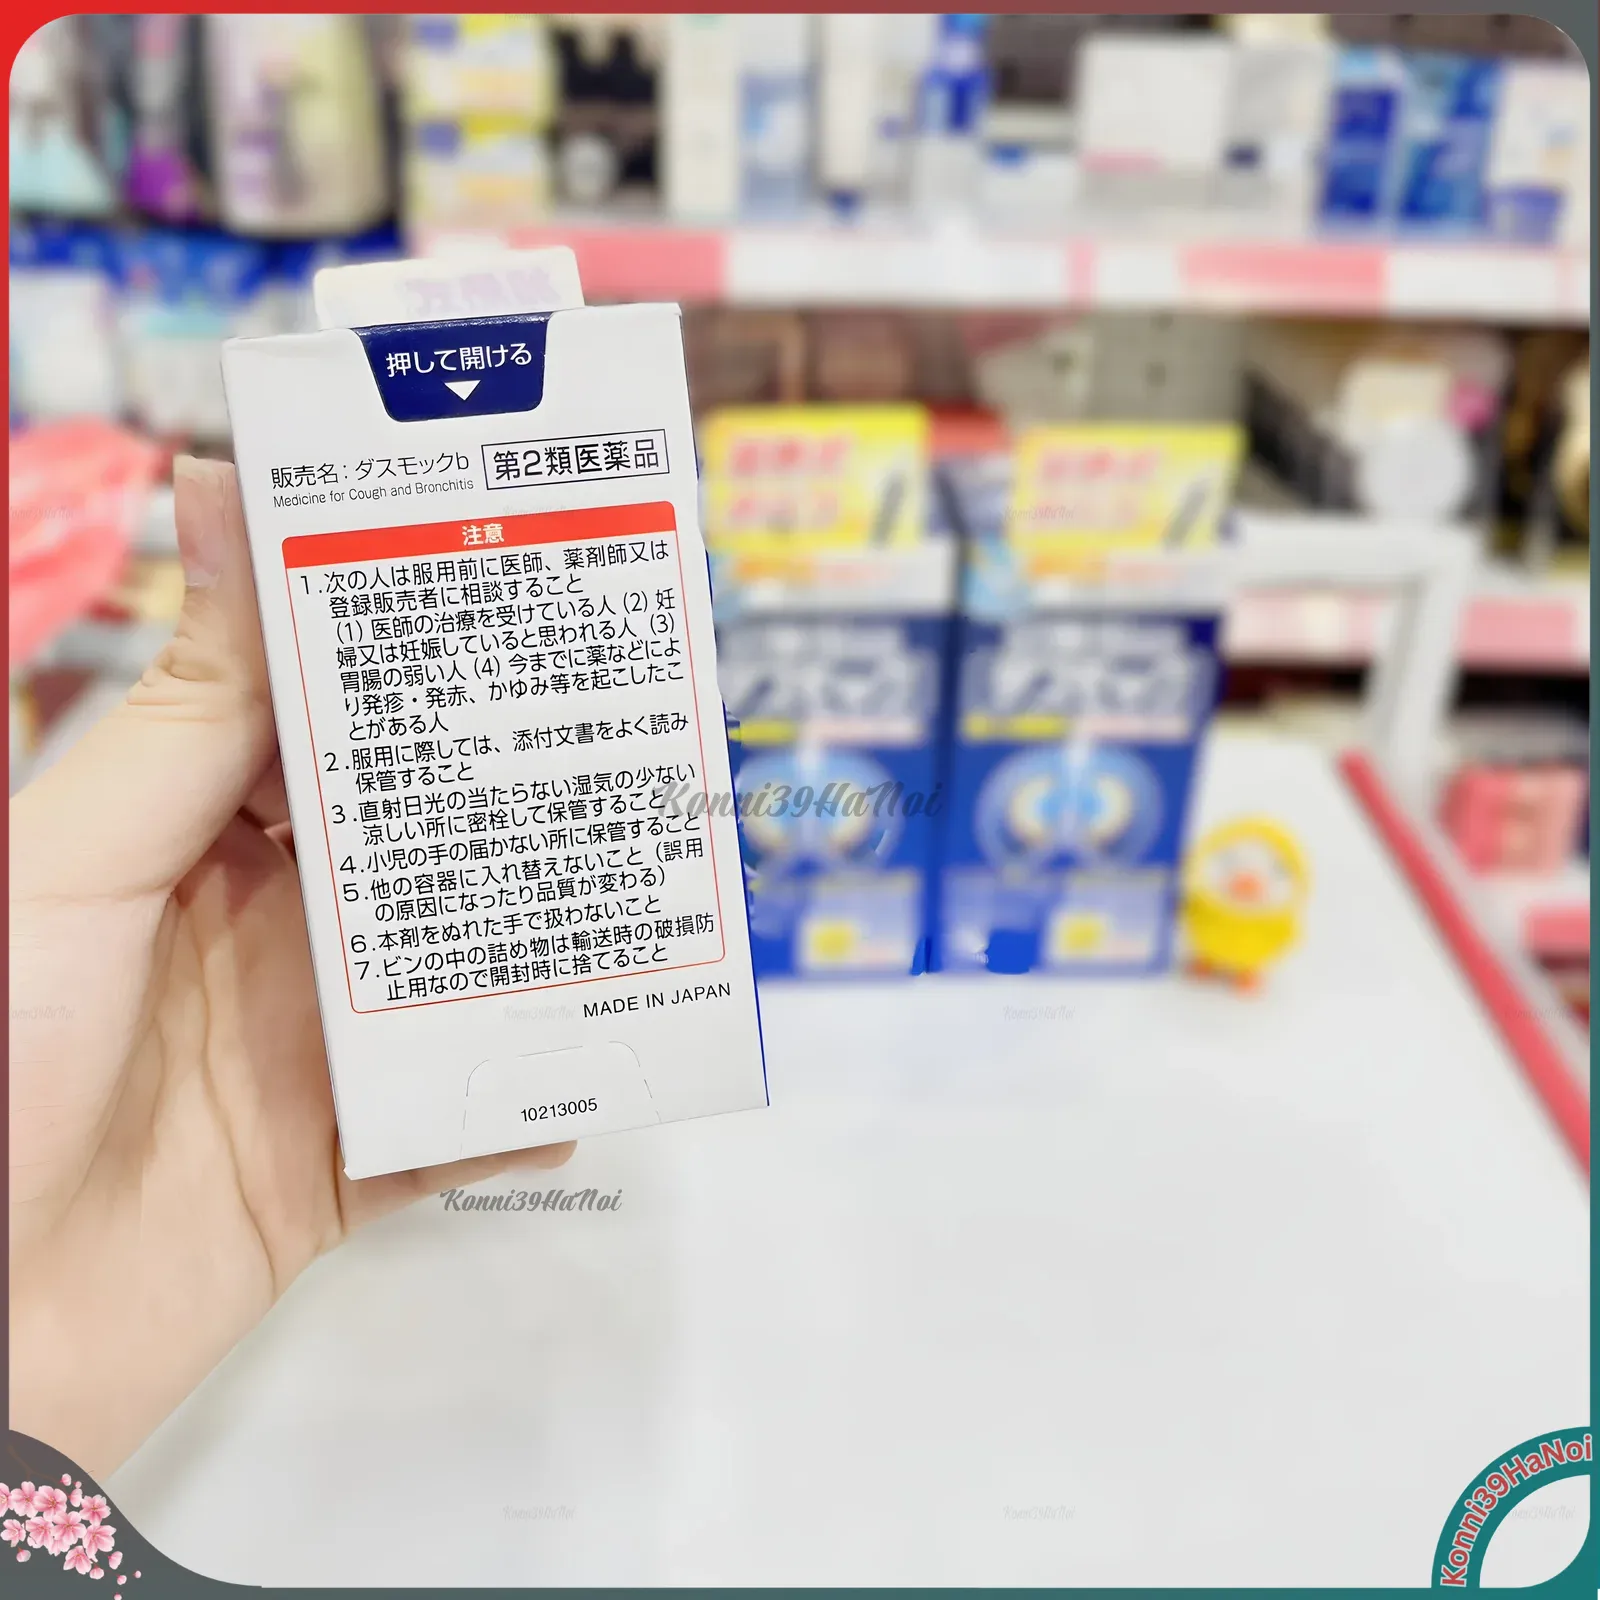 押して開ける
販売名：ダスモックb
第2類医薬品
Medicine for Cough and Bronchitis
注意
1.次の人は服用前に医師、薬剤師又は
登録販売者に相談すること
(1) 医師の治療を受けている人 (2) 妊
婦又は妊娠していると思われる人 (3)
胃腸の弱い人 (4) 今までに薬などによ
り発疹・発赤、かゆみ等を起こしたこ
とがある人
2.服用に際しては、添付文書をよく読み
保管すること
3.直射日光の当たらない湿気の少ない
涼しい所に密栓して保管すること
4.小児の手の届かない所に保管すること
5.他の容器に入れ替えないこと（誤用
の原因になったり品質が変わる）
6.本剤をぬれた手で扱わないこと
7.ビンの中の詰め物は輸送時の破損防
止用なので開封時に捨てること
MADE IN JAPAN
10213005
Konni39HaNoi
Konni39HaNoi
Konni39HaNoi